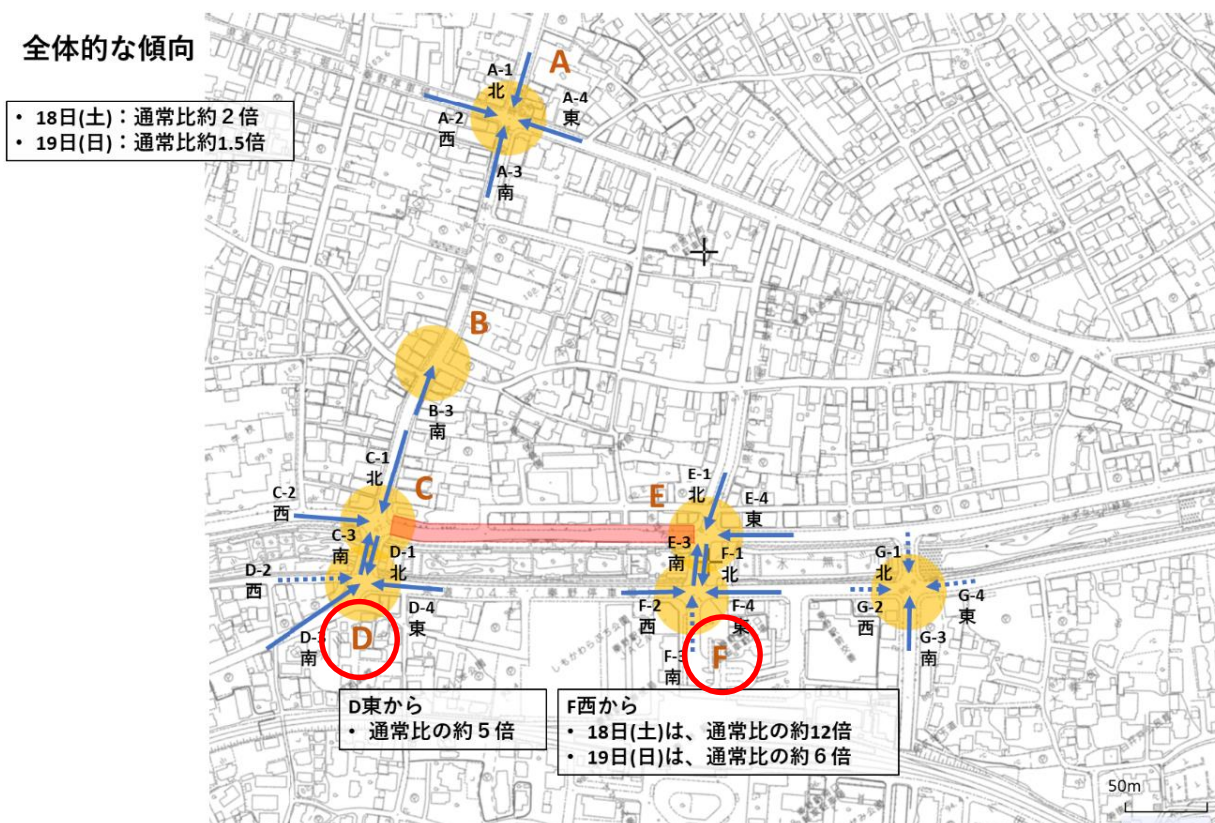 全体的な傾向
• 18日(土)：通常比約２倍
• 19日(日)：通常比約1.5倍
A
A-1
北
A-4
東
A-2
西
A-3
南
B
B-3
南
C-1
北
C
C-2
西
C-3
南
D-1
北
D-2
西
D-4
東
D-3
南
D
E
E-1
北
E-4
東
E-3
南
F-1
北
F-2
西
F-4
東
F-3
南
F
G-1
北
G-2
西
G-4
東
G-3
南
D東から
• 通常比の約５倍
F西から
• 18日(土)は、通常比の約12倍
• 19日(日)は、通常比の約６倍
50m